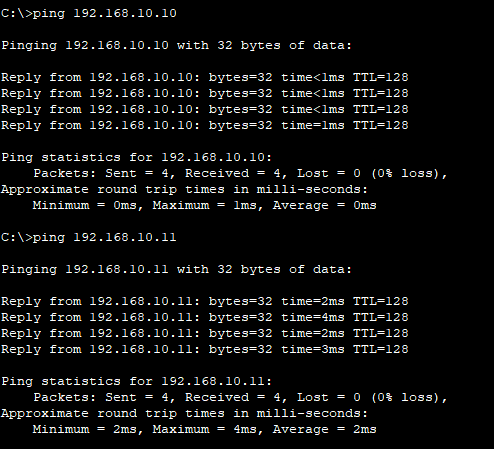 C:\>ping 192.168.10.10
Pinging 192.168.10.10 with 32 bytes of data:
Reply from 192.168.10.10: bytes=32 time<1ms TTL=128
Reply from 192.168.10.10: bytes=32 time<1ms TTL=128
Reply from 192.168.10.10: bytes=32 time<1ms TTL=128
Reply from 192.168.10.10: bytes=32 time=1ms TTL=128
Ping statistics for 192.168.10.10:
    Packets: Sent = 4, Received = 4, Lost = 0 (0% loss),
Approximate round trip times in milli-seconds:
    Minimum = 0ms, Maximum = 1ms, Average = 0ms
C:\>ping 192.168.10.11
Pinging 192.168.10.11 with 32 bytes of data:
Reply from 192.168.10.11: bytes=32 time=2ms TTL=128
Reply from 192.168.10.11: bytes=32 time=4ms TTL=128
Reply from 192.168.10.11: bytes=32 time=2ms TTL=128
Reply from 192.168.10.11: bytes=32 time=3ms TTL=128
Ping statistics for 192.168.10.11:
    Packets: Sent = 4, Received = 4, Lost = 0 (0% loss),
Approximate round trip times in milli-seconds:
    Minimum = 2ms, Maximum = 4ms, Average = 2ms